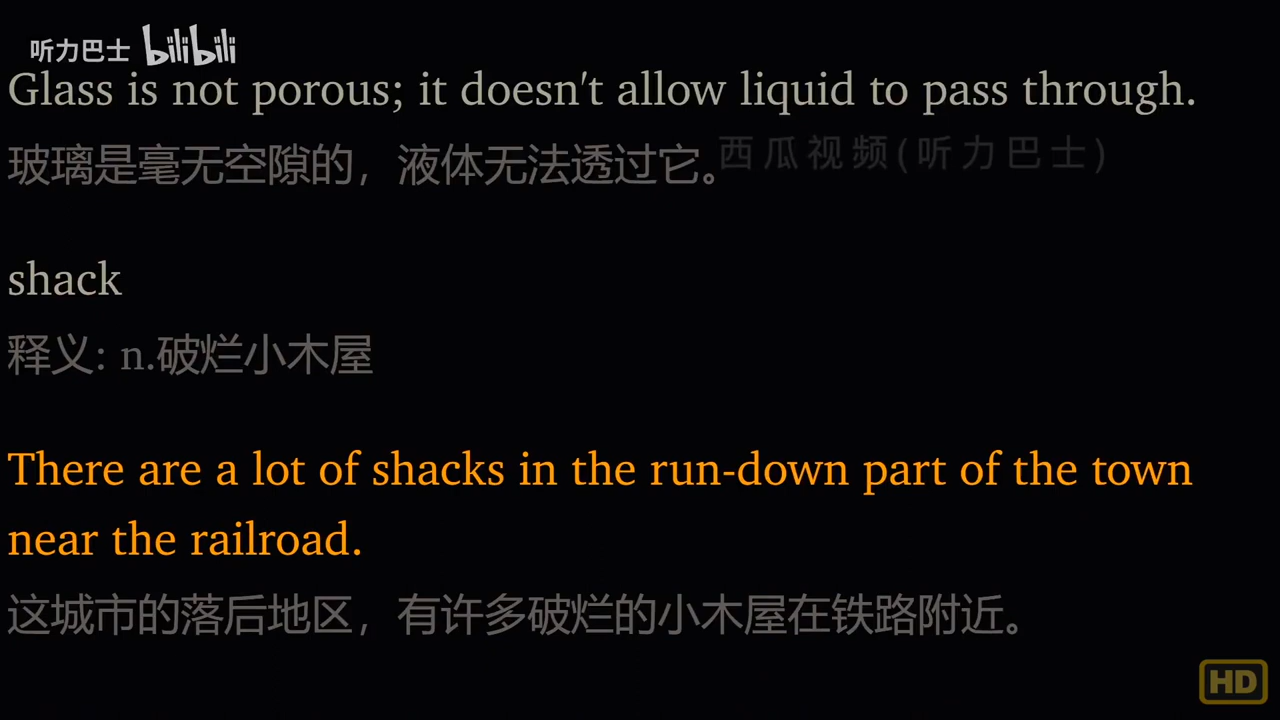 听力巴士 bilibili
Glass is not porous; it doesn't allow liquid to pass through.
玻璃是毫无空隙的，液体无法透过它。
西瓜视频(听力巴士)
shack
释义: n.破烂小木屋
There are a lot of shacks in the run-down part of the town
near the railroad.
这城市的落后地区，有许多破烂的小木屋在铁路附近。
HD